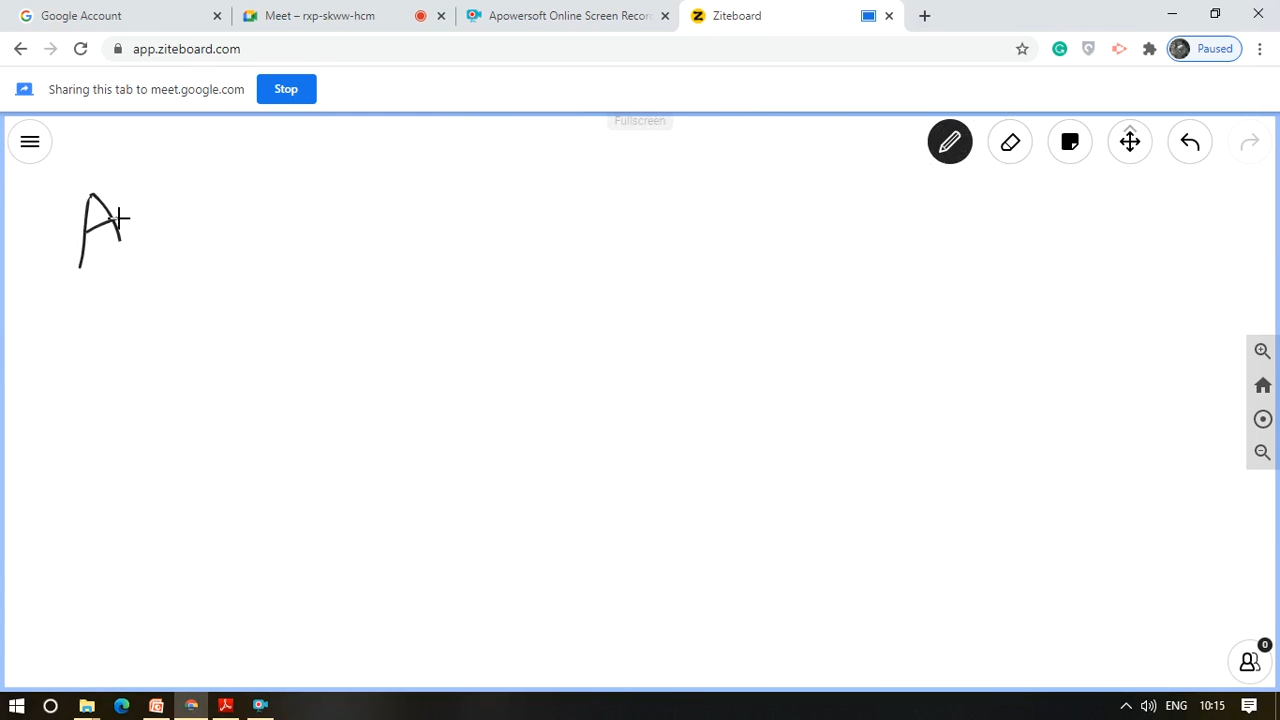 Google Account
Meet – rxp-skww-hcm
Apowersoft Online Screen Recor
Ziteboard
app.ziteboard.com
Paused
Sharing this tab to meet.google.com
Stop
Fullscreen
A
0
ENG
10:15